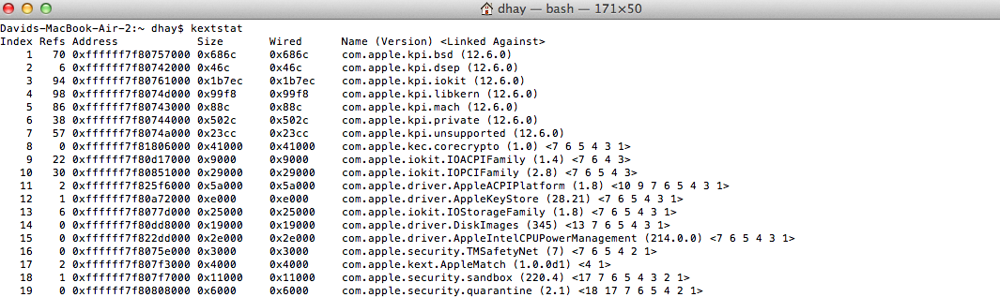 dhay — bash — 171×50
Davids-MacBook-Air-2:~ dhay$ kextstat
Index Refs Address            Size       Wired      Name (Version) <Linked Against>
    1   70 0xffffff7f80757000 0x686c     0x686c     com.apple.kpi.bsd (12.6.0)
    2    6 0xffffff7f80742000 0x46c      0x46c      com.apple.kpi.dsep (12.6.0)
    3   94 0xffffff7f80761000 0x1b7ec    0x1b7ec    com.apple.kpi.iokit (12.6.0)
    4   98 0xffffff7f8074d000 0x99f8     0x99f8     com.apple.kpi.libkern (12.6.0)
    5   86 0xffffff7f80743000 0x88c      0x88c      com.apple.kpi.mach (12.6.0)
    6   38 0xffffff7f80744000 0x502c     0x502c     com.apple.kpi.private (12.6.0)
    7   57 0xffffff7f8074a000 0x23cc     0x23cc     com.apple.kpi.unsupported (12.6.0)
    8    0 0xffffff7f81806000 0x41000    0x41000    com.apple.kec.corecrypto (1.0) <7 6 5 4 3 1>
    9   22 0xffffff7f80d17000 0x9000     0x9000     com.apple.iokit.IOACPIFamily (1.4) <7 6 4 3>
   10   30 0xffffff7f80851000 0x29000    0x29000    com.apple.iokit.IOPCIFamily (2.8) <7 6 5 4 3>
   11    2 0xffffff7f825f6000 0x5a000    0x5a000    com.apple.driver.AppleACPIPlatform (1.8) <10 9 7 6 5 4 3 1>
   12    1 0xffffff7f80a72000 0xe000     0xe000     com.apple.driver.AppleKeyStore (28.21) <7 6 5 4 3 1>
   13    6 0xffffff7f8077d000 0x25000    0x25000    com.apple.iokit.IOStorageFamily (1.8) <7 6 5 4 3 1>
   14    0 0xffffff7f80dd8000 0x19000    0x19000    com.apple.driver.DiskImages (345) <13 7 6 5 4 3 1>
   15    0 0xffffff7f822dd000 0x2e000    0x2e000    com.apple.driver.AppleIntelCPUPowerManagement (214.0.0) <7 6 5 4 3 1>
   16    0 0xffffff7f8075e000 0x3000     0x3000     com.apple.security.TMSafetyNet (7) <7 6 5 4 2 1>
   17    2 0xffffff7f807f3000 0x4000     0x4000     com.apple.kext.AppleMatch (1.0.0d1) <4 1>
   18    1 0xffffff7f807f7000 0x11000    0x11000    com.apple.security.sandbox (220.4) <17 7 6 5 4 3 2 1>
   19    0 0xffffff7f80808000 0x6000     0x6000     com.apple.security.quarantine (2.1) <18 17 7 6 5 4 2 1>